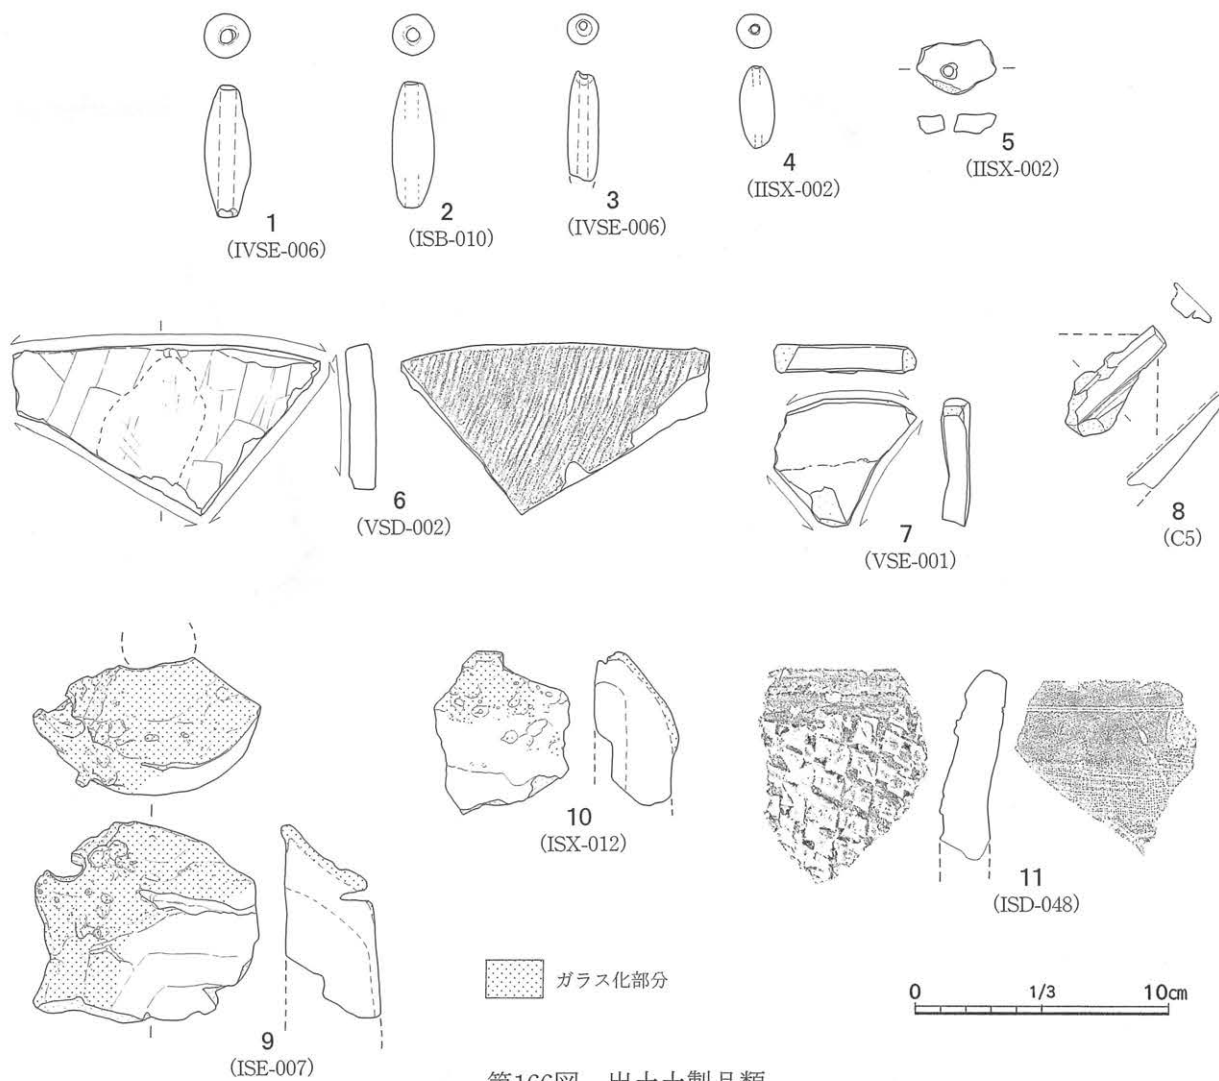 1
(IVSE-006)
2
(ISB-010)
3
(IVSE-006)
4
(IISX-002)
5
(IISX-002)
6
(VSD-002)
7
(VSE-001)
8
(C5)
9
(ISE-007)
10
(ISX-012)
11
(ISD-048)
ガラス化部分
0 1/3 10cm
第166図 出土土製品類